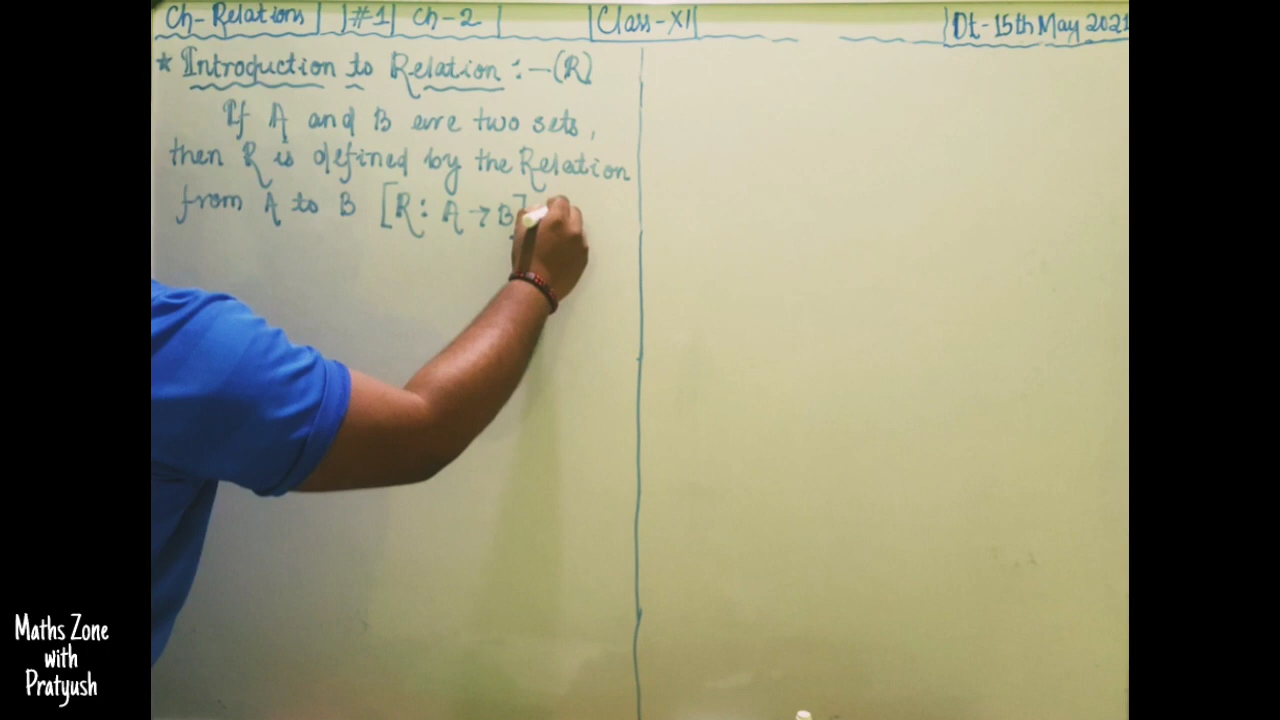 Ch- Relations |#1| Ch-2 Class-XI Dt-15th May 2021
* Introduction to Relation :-(R)
If A and B are two sets,
then R is defined by the Relation
from A to B [R: A→B]
Maths Zone
with
Pratyush